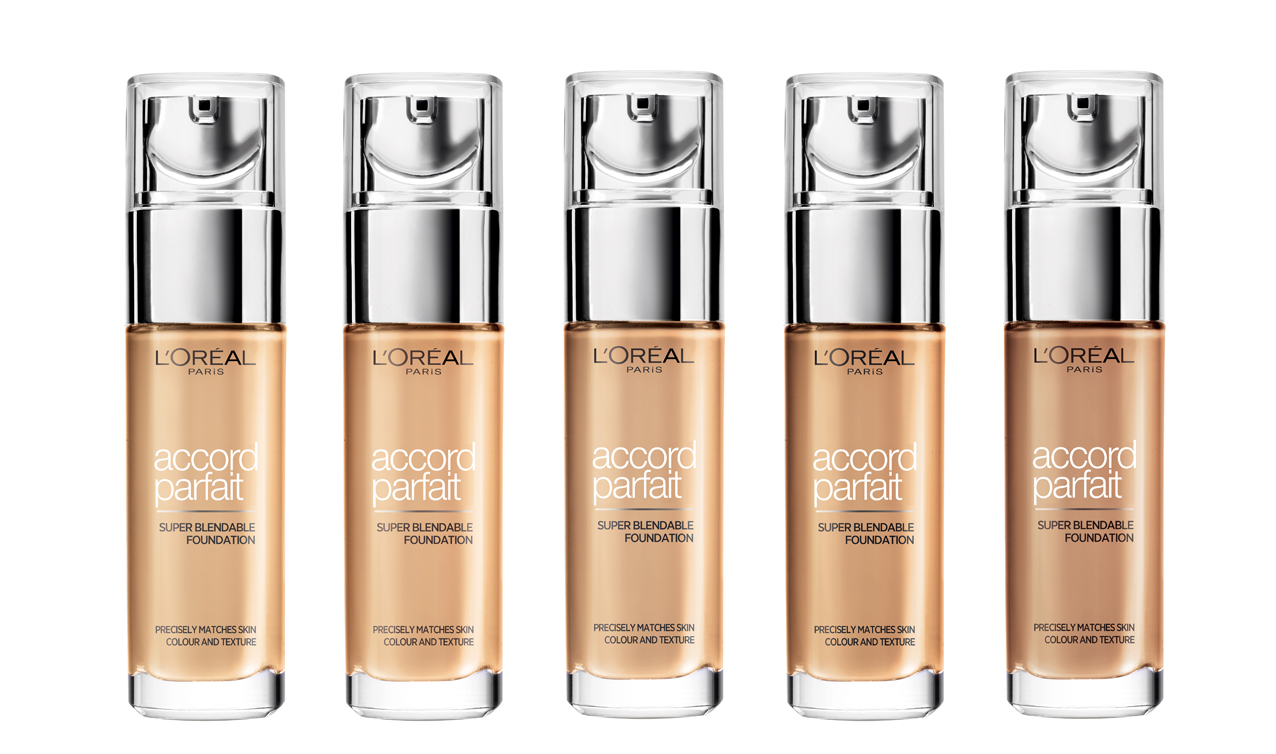 L'ORÉAL
PARiS
accord
parfait
SUPER BLENDABLE
FOUNDATION
PRECISELY MATCHES SKIN
COLOUR AND TEXTURE
L'ORÉAL
PARiS
accord
parfait
SUPER BLENDABLE
FOUNDATION
PRECISELY MATCHES SKIN
COLOUR AND TEXTURE
L'ORÉAL
PARiS
accord
parfait
SUPER BLENDABLE
FOUNDATION
PRECISELY MATCHES SKIN
COLOUR AND TEXTURE
L'ORÉAL
PARiS
accord
parfait
SUPER BLENDABLE
FOUNDATION
PRECISELY MATCHES SKIN
COLOUR AND TEXTURE
L'ORÉAL
PARiS
accord
parfait
SUPER BLENDABLE
FOUNDATION
PRECISELY MATCHES SKIN
COLOUR AND TEXTURE